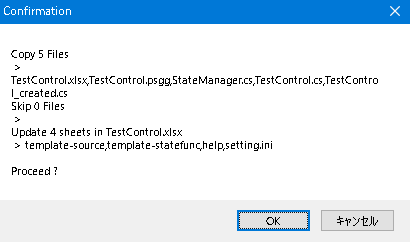 Confirmation
Copy 5 Files
>
TestControl.xlsx,TestControl.psgg,StateManager.cs,TestControl.cs,TestContro
l_created.cs
Skip 0 Files
>
Update 4 sheets in TestControl.xlsx
> template-source,template-statefunc,help,setting.ini
Proceed ?
OK
キャンセル